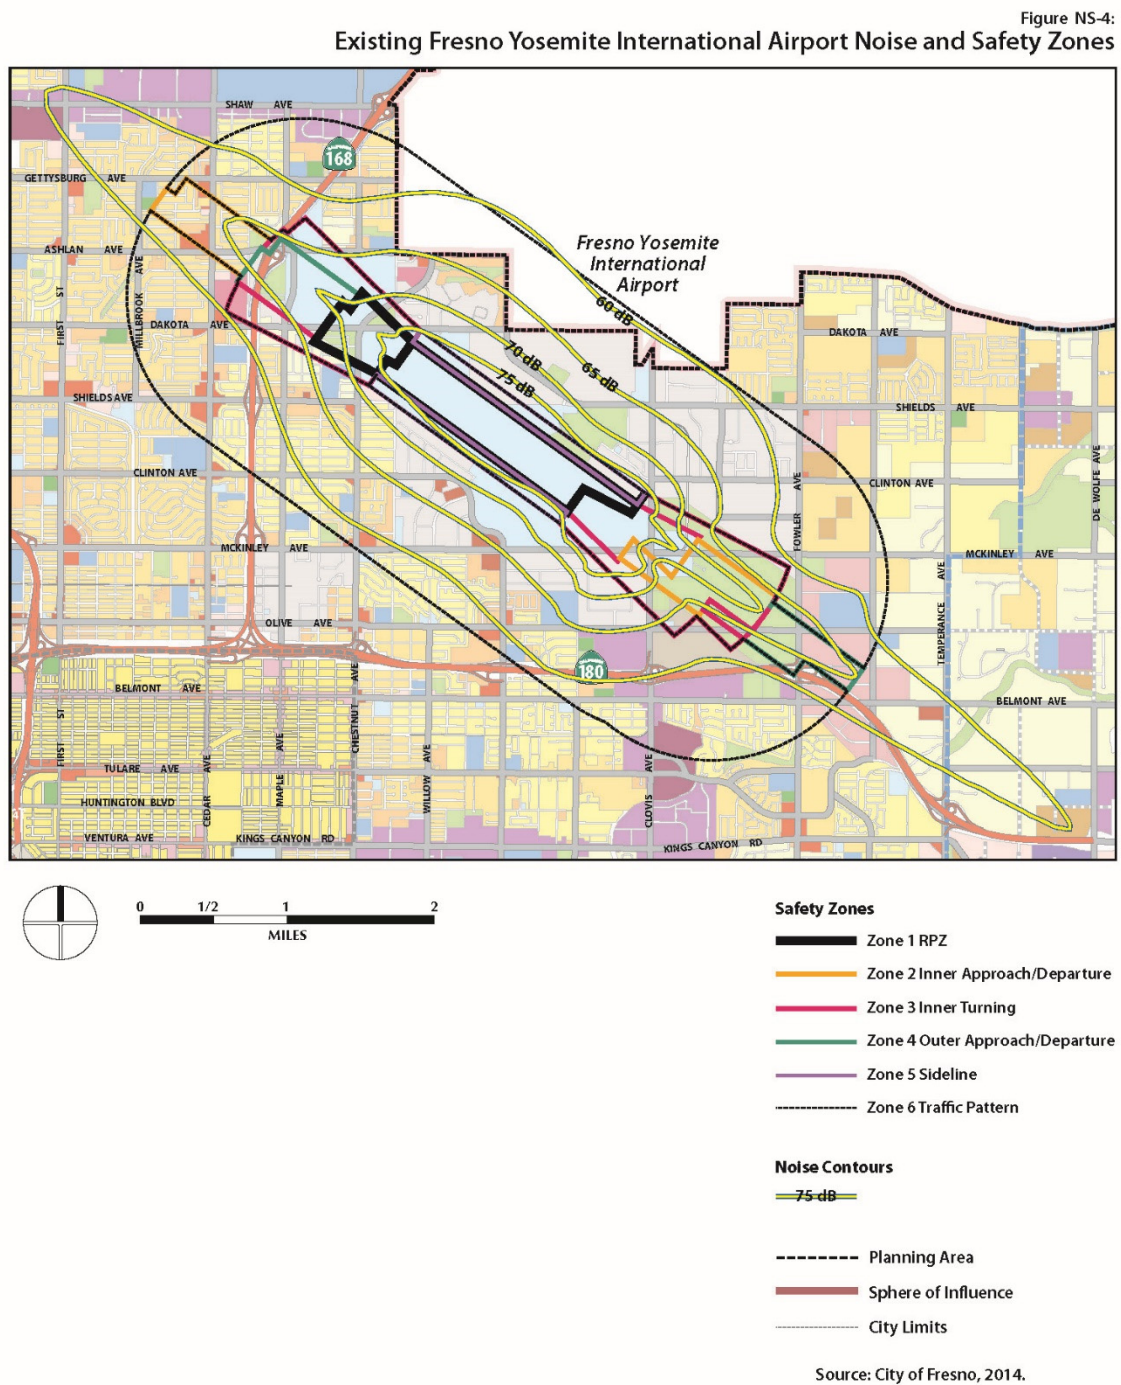 Figure NS-4:
Existing Fresno Yosemite International Airport Noise and Safety Zones
SHAW AVE
CALIFORNIA
168
GETTYSBURG AVE
ASHLAN AVE
Fresno Yosemite
International
Airport
MILLBROOK AVE
FIRST ST
60 dB
DAKOTA AVE
DAKOTA AVE
70 dB
65 dB
75 dB
SHIELDS AVE
SHIELDS AVE
CLINTON AVE
CLINTON AVE
DE WOLFE AVE
FOWLER AVE
MCKINLEY AVE
MCKINLEY AVE
TEMPERANCE AVE
OLIVE AVE
CALIFORNIA
180
BELMONT AVE
BELMONT AVE
FIRST ST
CHESTNUT AVE
TULARE AVE
CEDAR AVE
MAPLE AVE
WILLOW AVE
CLOVIS AVE
HUNTINGTON BLVD
VENTURA AVE
KINGS CANYON RD
KINGS CANYON RD
0 1/2 1 2
MILES
Safety Zones
Zone 1 RPZ
Zone 2 Inner Approach/Departure
Zone 3 Inner Turning
Zone 4 Outer Approach/Departure
Zone 5 Sideline
Zone 6 Traffic Pattern
Noise Contours
75 dB
Planning Area
Sphere of Influence
City Limits
Source: City of Fresno, 2014.